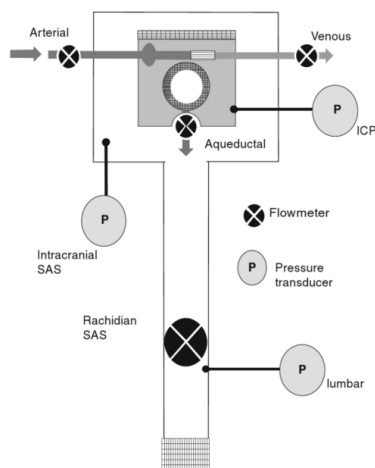 Arterial
Venous
P
ICP
Aqueductal
P
Flowmeter
Intracranial
SAS
P
Pressure
transducer
Rachidian
SAS
P
lumbar